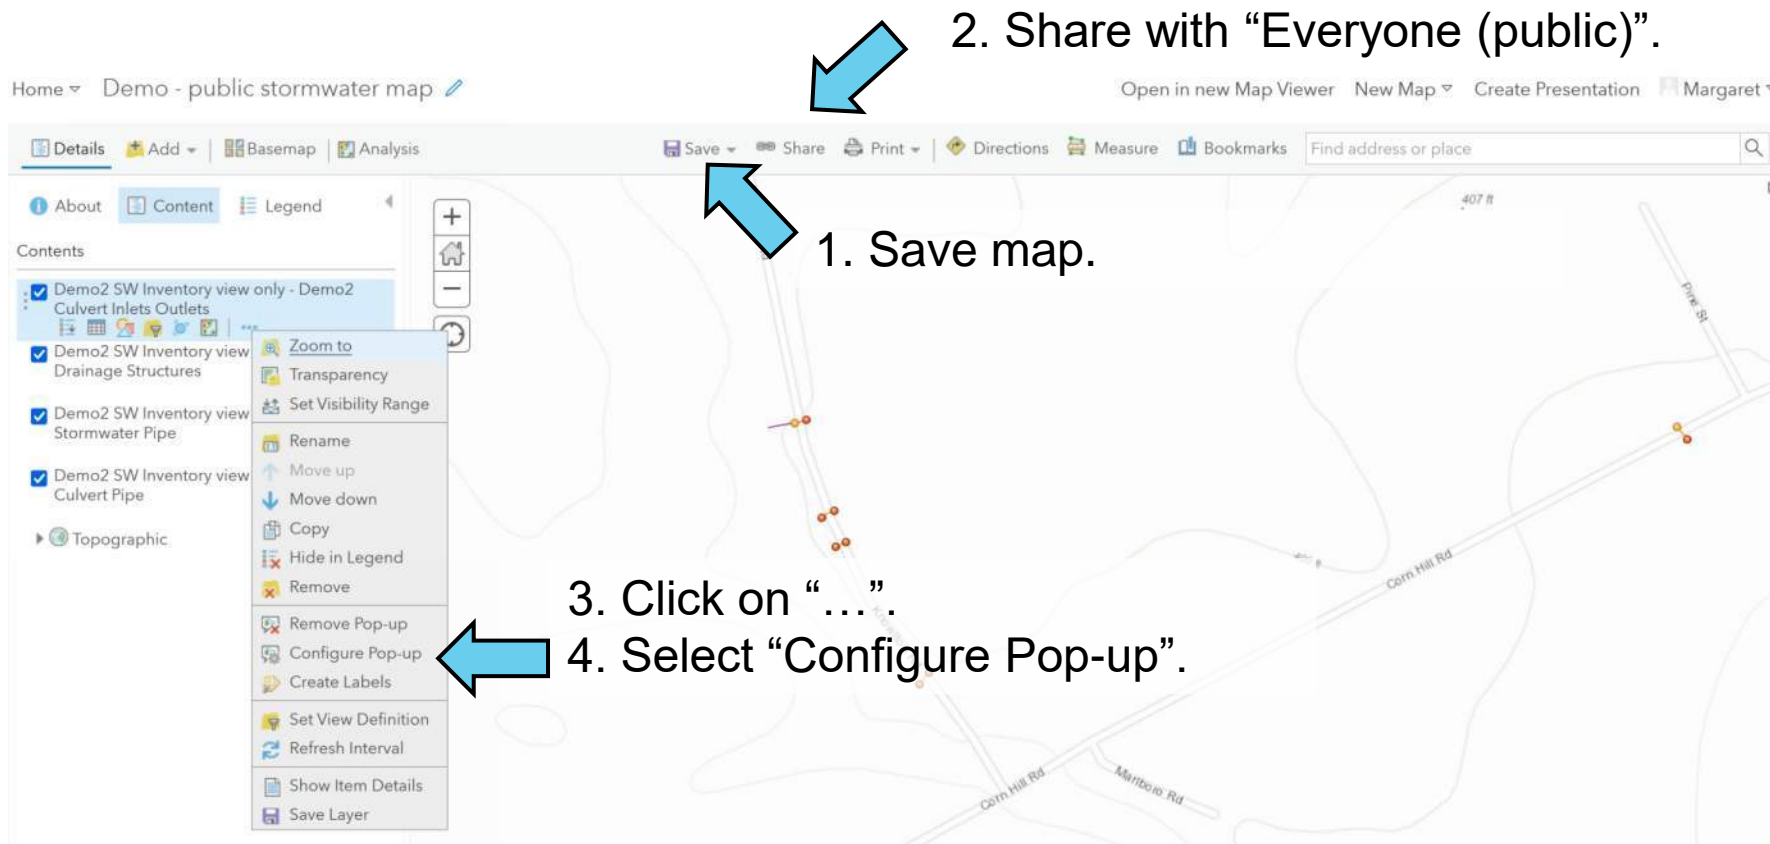 2. Share with “Everyone (public)”.
Home Demo - public stormwater map
Open in new Map Viewer New Map Create Presentation Margaret
Details Add Basemap Analysis
Save Share Print Directions Measure Bookmarks Find address or place
About Content Legend
407 ft
Contents
1. Save map.
Demo2 SW Inventory view only - Demo2
Culvert Inlets Outlets
Pine St
Demo2 SW Inventory view
Drainage Structures
Demo2 SW Inventory view
Stormwater Pipe
Demo2 SW Inventory view
Culvert Pipe
Topographic
Zoom to
Transparency
Set Visibility Range
Rename
Move up
Move down
Copy
Hide in Legend
Remove
Remove Pop-up
Configure Pop-up
Create Labels
Set View Definition
Refresh Interval
Show Item Details
Save Layer
3. Click on “…”.
4. Select “Configure Pop-up”.
Corn Hill Rd
Corn Hill Rd
Marlboro Rd